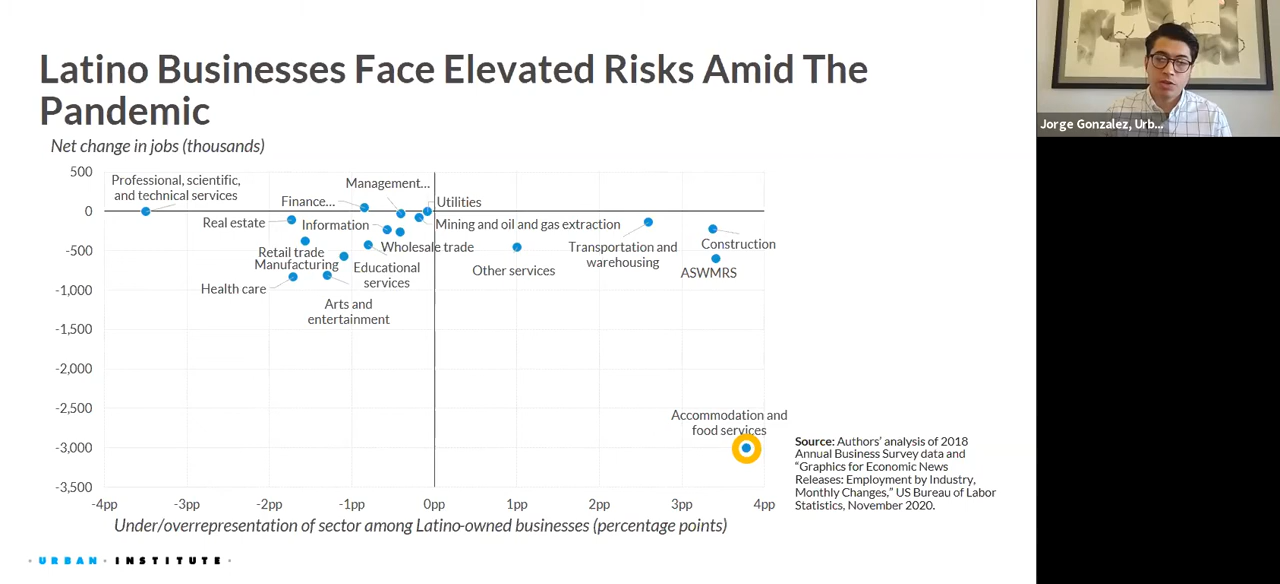 Latino Businesses Face Elevated Risks Amid The
Pandemic
Net change in jobs (thousands)
500
0
-500
-1,000
-1,500
-2,000
-2,500
-3,000
-3,500
Professional, scientific,
and technical services
Management...
Finance...
Utilities
Real estate
Information
Mining and oil and gas extraction
Retail trade
Wholesale trade
Manufacturing
Educational
services
Health care
Arts and
entertainment
Other services
Transportation and
warehousing
Construction
ASWMRS
Accommodation and
food services
-4pp
-3pp
-2pp
-1pp
0pp
1pp
2pp
3pp
4pp
Under/overrepresentation of sector among Latino-owned businesses (percentage points)
Source: Authors' analysis of 2018
Annual Business Survey data and
“Graphics for Economic News
Releases: Employment by Industry,
Monthly Changes,” US Bureau of Labor
Statistics, November 2020.
· URBAN · INSTITUTE ·
Jorge Gonzalez, Urb...